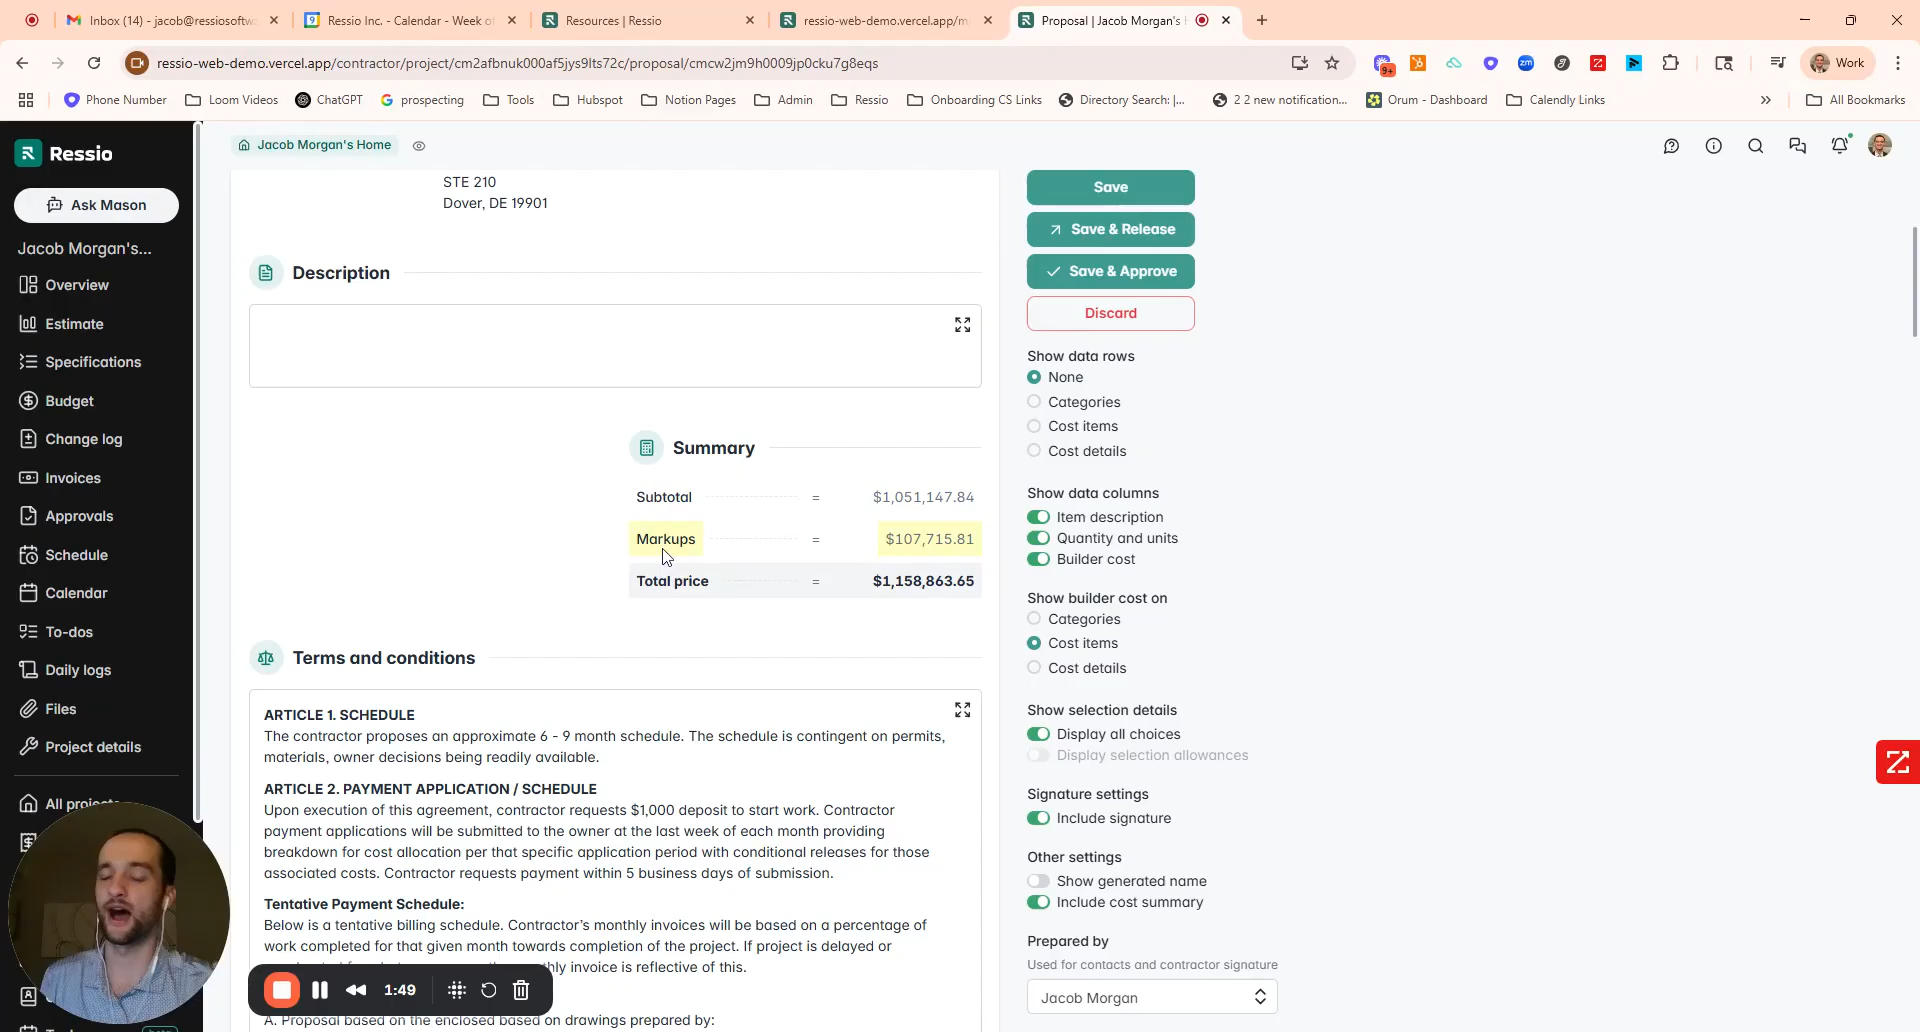 Inbox (14) - jacob@ressiosoftw
Ressio Inc. - Calendar - Week of
Resources | Ressio
ressio-web-demo.vercel.app/m
Proposal | Jacob Morgan's H
ressio-web-demo.vercel.app/contractor/project/cm2afbnuk000af5jys9lts72c/proposal/cmcw2jm9h0009jp0cku7g8eqs
9+
zm
Work
Phone Number
Loom Videos
ChatGPT
prospecting
Tools
Hubspot
Notion Pages
Admin
Ressio
Onboarding CS Links
Directory Search: |...
2 2 new notification...
Orum - Dashboard
Calendly Links
All Bookmarks
Ressio
Ask Mason
Jacob Morgan's...
Overview
Estimate
Specifications
Budget
Change log
Invoices
Approvals
Schedule
Calendar
To-dos
Daily logs
Files
Project details
All projects
Jacob Morgan's Home
STE 210
Dover, DE 19901
Description
Summary
Subtotal = $1,051,147.84
Markups = $107,715.81
Total price = $1,158,863.65
Terms and conditions
ARTICLE 1. SCHEDULE
The contractor proposes an approximate 6 - 9 month schedule. The schedule is contingent on permits,
materials, owner decisions being readily available.
ARTICLE 2. PAYMENT APPLICATION / SCHEDULE
Upon execution of this agreement, contractor requests $1,000 deposit to start work. Contractor
payment applications will be submitted to the owner at the last week of each month providing
breakdown for cost allocation per that specific application period with conditional releases for those
associated costs. Contractor requests payment within 5 business days of submission.
Tentative Payment Schedule:
Below is a tentative billing schedule. Contractor's monthly invoices will be based on a percentage of
work completed for that given month towards completion of the project. If project is delayed or
invoice is reflective of this.
A. Proposal based on the enclosed based on drawings prepared by:
1:49
Save
Save & Release
Save & Approve
Discard
Show data rows
None
Categories
Cost items
Cost details
Show data columns
Item description
Quantity and units
Builder cost
Show builder cost on
Categories
Cost items
Cost details
Show selection details
Display all choices
Display selection allowances
Signature settings
Include signature
Other settings
Show generated name
Include cost summary
Prepared by
Used for contacts and contractor signature
Jacob Morgan